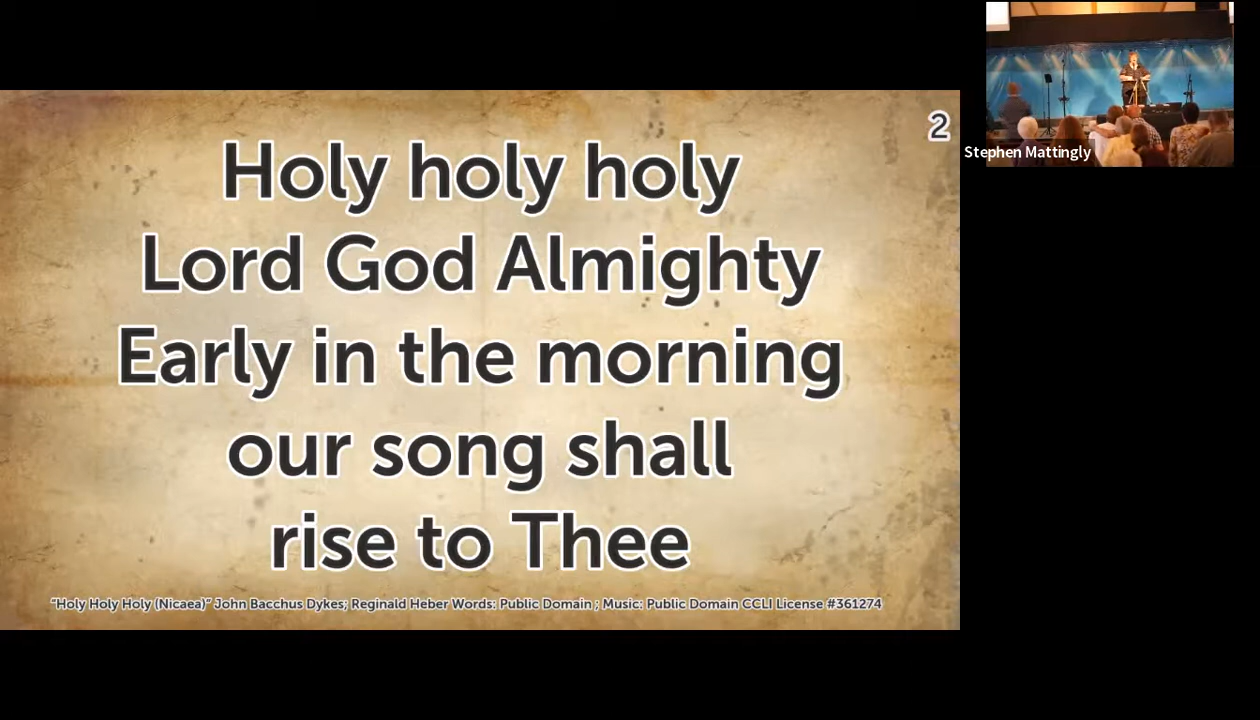 Holy holy holy
Lord God Almighty
Early in the morning
our song shall
rise to Thee
2
"Holy Holy Holy (Nicaea)" John Bacchus Dykes; Reginald Heber Words: Public Domain ; Music: Public Domain CCLI License #361274
Stephen Mattingly